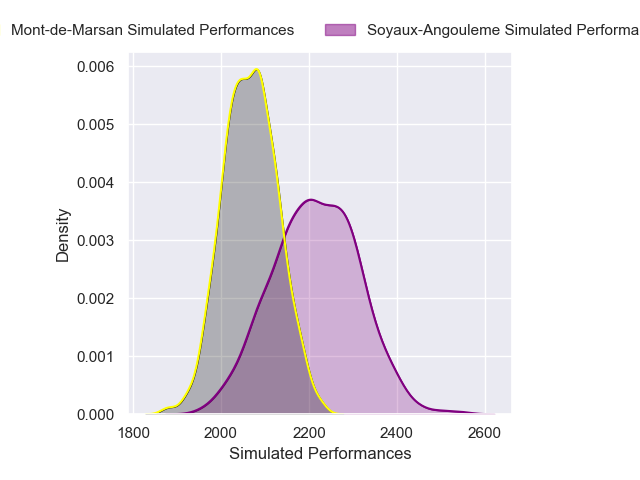 Mont-de-Marsan Simulated Performances Soyaux-Angouleme Simulated Performa
0.006
0.005
0.004
0.003
0.002
0.001
0.000
Density
1800 2000 2200 2400 2600
Simulated Performances